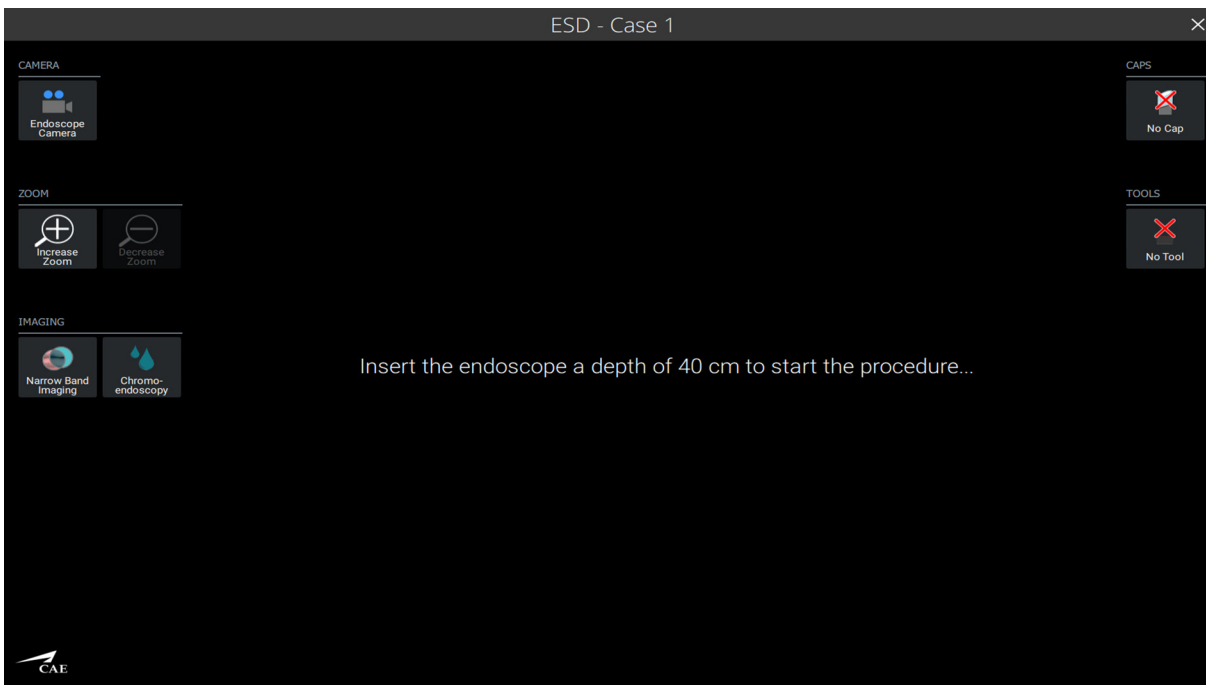 ESD - Case 1
CAMERA
Endoscope
Camera
ZOOM
Increase
Zoom
Decrease
Zoom
IMAGING
Narrow Band
Imaging
Chromo-
endoscopy
CAPS
No Cap
TOOLS
No Tool
Insert the endoscope a depth of 40 cm to start the procedure...
CAE